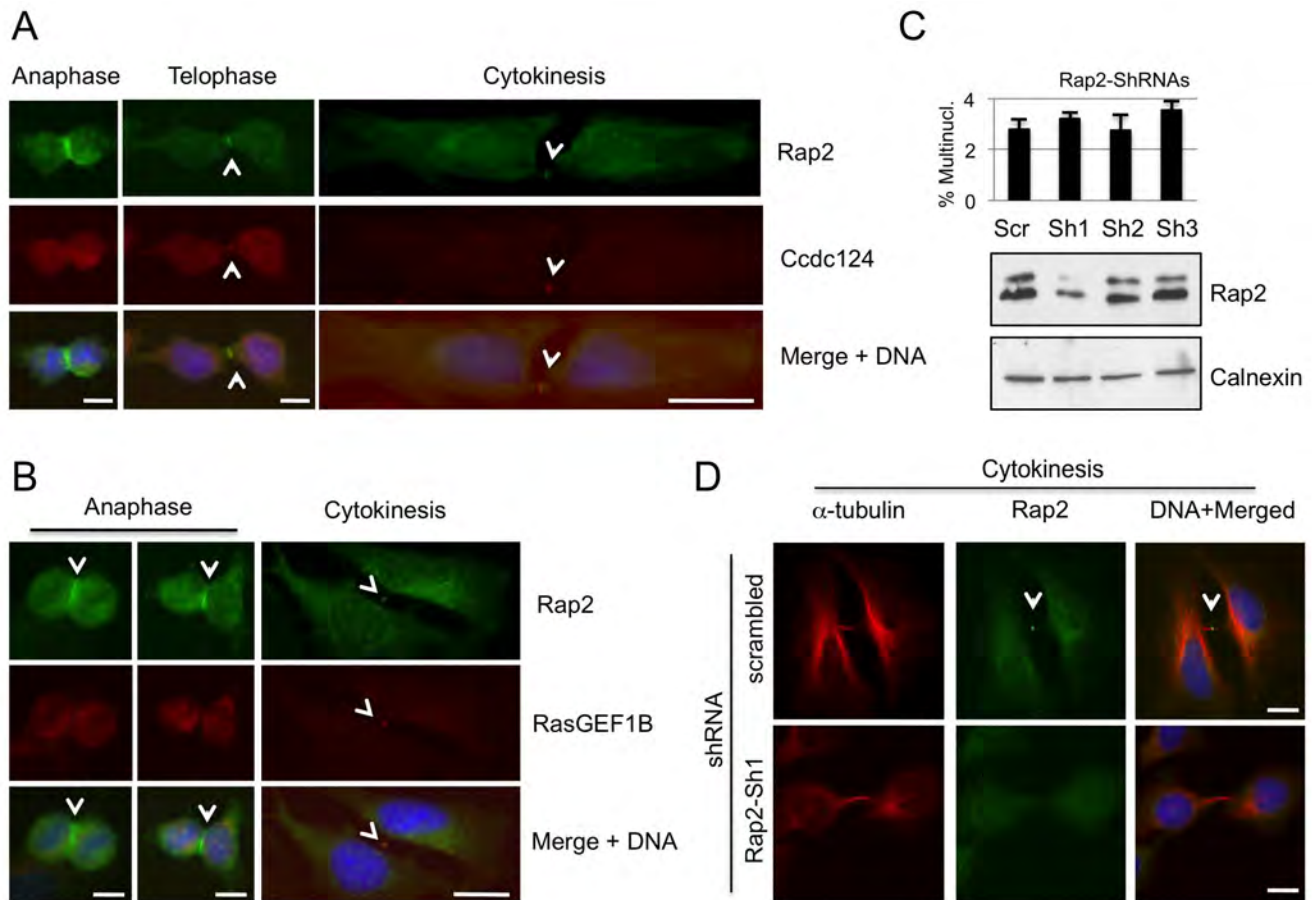 A
Anaphase
Telophase
Cytokinesis
Rap2
Ccdc124
Merge + DNA
B
Anaphase
Cytokinesis
Rap2
RasGEF1B
Merge + DNA
C
Rap2-ShRNAs
% Multinucl.
4
2
0
Scr Sh1 Sh2 Sh3
Rap2
Calnexin
D
Cytokinesis
α-tubulin Rap2 DNA+Merged
shRNA
scrambled
Rap2-Sh1